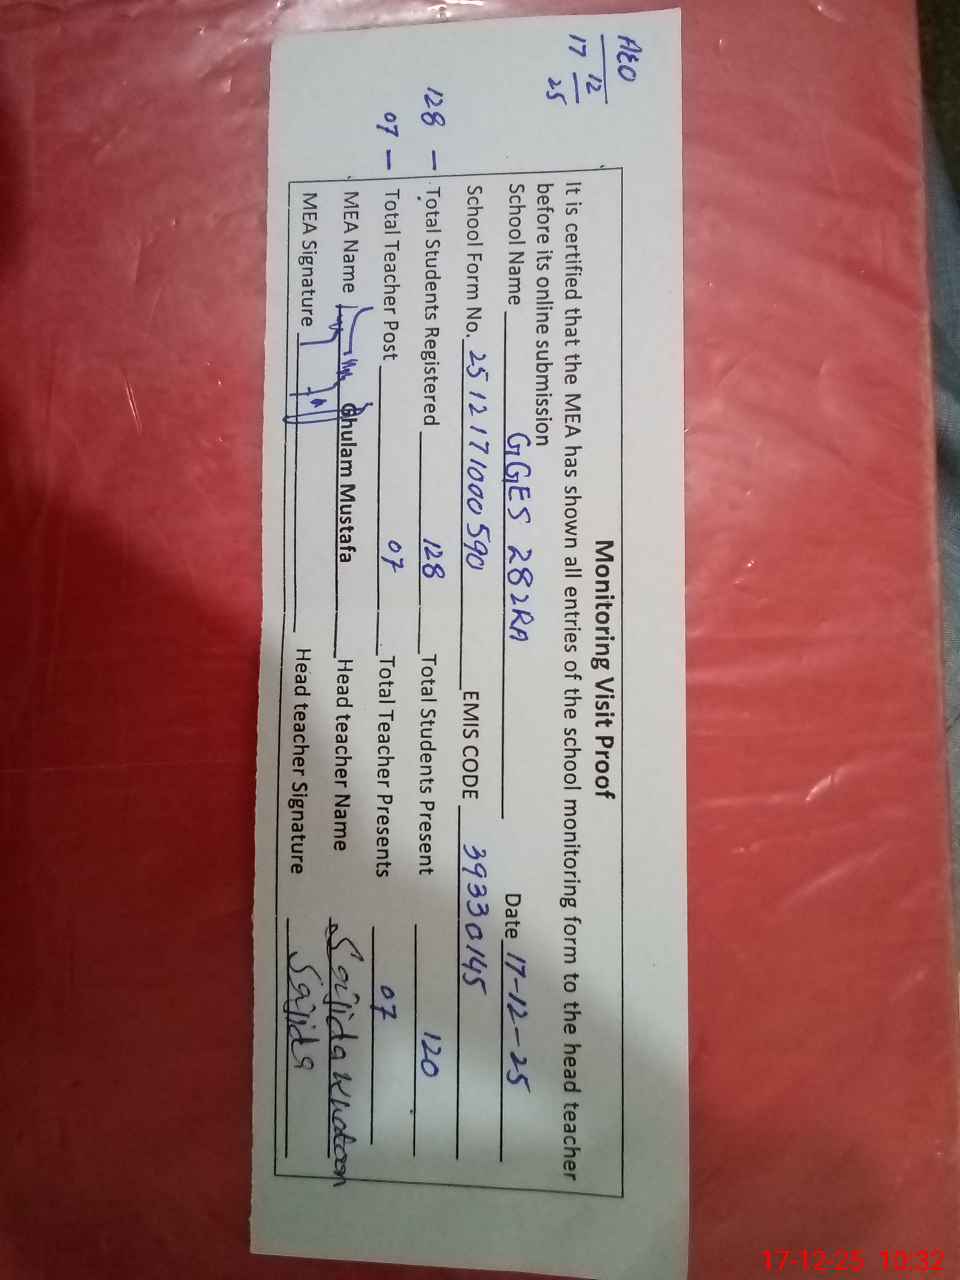 AEO
17 12 25
Monitoring Visit Proof
It is certified that the MEA has shown all entries of the school monitoring form to the head teacher
before its online submission
School Name GGES 282RA Date 17-12-25
School Form No. 2512171000590 EMIS CODE 39330145
128 - Total Students Registered 128 Total Students Present 120
07 - Total Teacher Post 07 Total Teacher Presents 07
MEA Name Ghulam Mustafa Head teacher Name Sajida Khatoon
MEA Signature Head teacher Signature Sajida
17-12-25 10:32